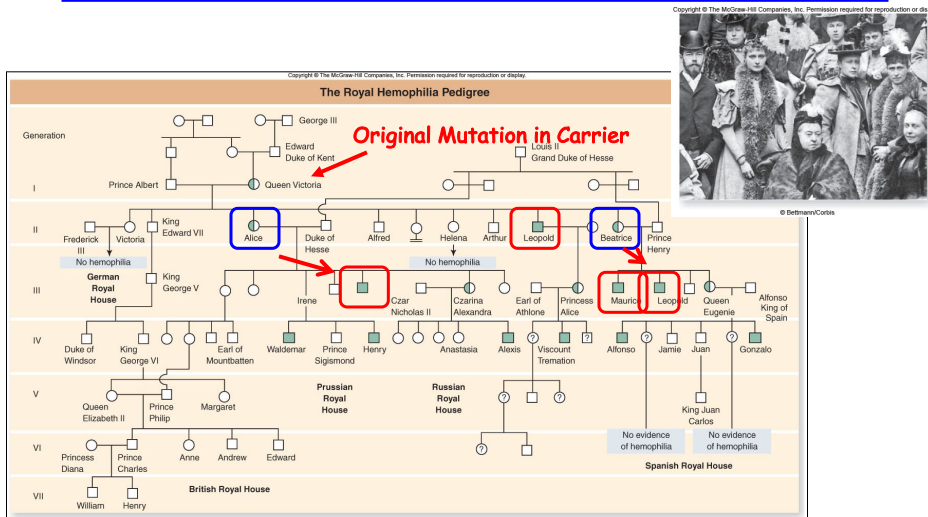 Copyright © The McGraw-Hill Companies, Inc. Permission required for reproduction or dis
Copyright © The McGraw-Hill Companies, Inc. Permission required for reproduction or display.
The Royal Hemophilia Pedigree
Generation
George III
Original Mutation in Carrier
Edward
Duke of Kent
Louis II
Grand Duke of Hesse
I
Prince Albert
Queen Victoria
© Bettmann/Corbis
II
Frederick
III
Victoria
King
Edward VII
Alice
Duke of
Hesse
Alfred
Helena
Arthur
Leopold
Beatrice
Prince
Henry
No hemophilia
No hemophilia
German
Royal
House
III
King
George V
Irene
Czar
Nicholas II
Czarina
Alexandra
Earl of
Athlone
Princess
Alice
Maurice
Leopold
Queen
Eugenie
Alfonso
King of
Spain
IV
? ? ? ?
Duke of
Windsor
King
George VI
Earl of
Mountbatten
Waldemar
Prince
Sigismond
Henry
Anastasia
Alexis
Viscount
Tremation
Alfonso
Jamie
Juan
Gonzalo
V
Queen
Elizabeth II
Prince
Philip
Margaret
Prussian
Royal
House
Russian
Royal
House
? ?
King Juan
Carlos
No evidence
of hemophilia
No evidence
of hemophilia
VI
Princess
Diana
Prince
Charles
Anne
Andrew
Edward
?
Spanish Royal House
VII
British Royal House
William
Henry